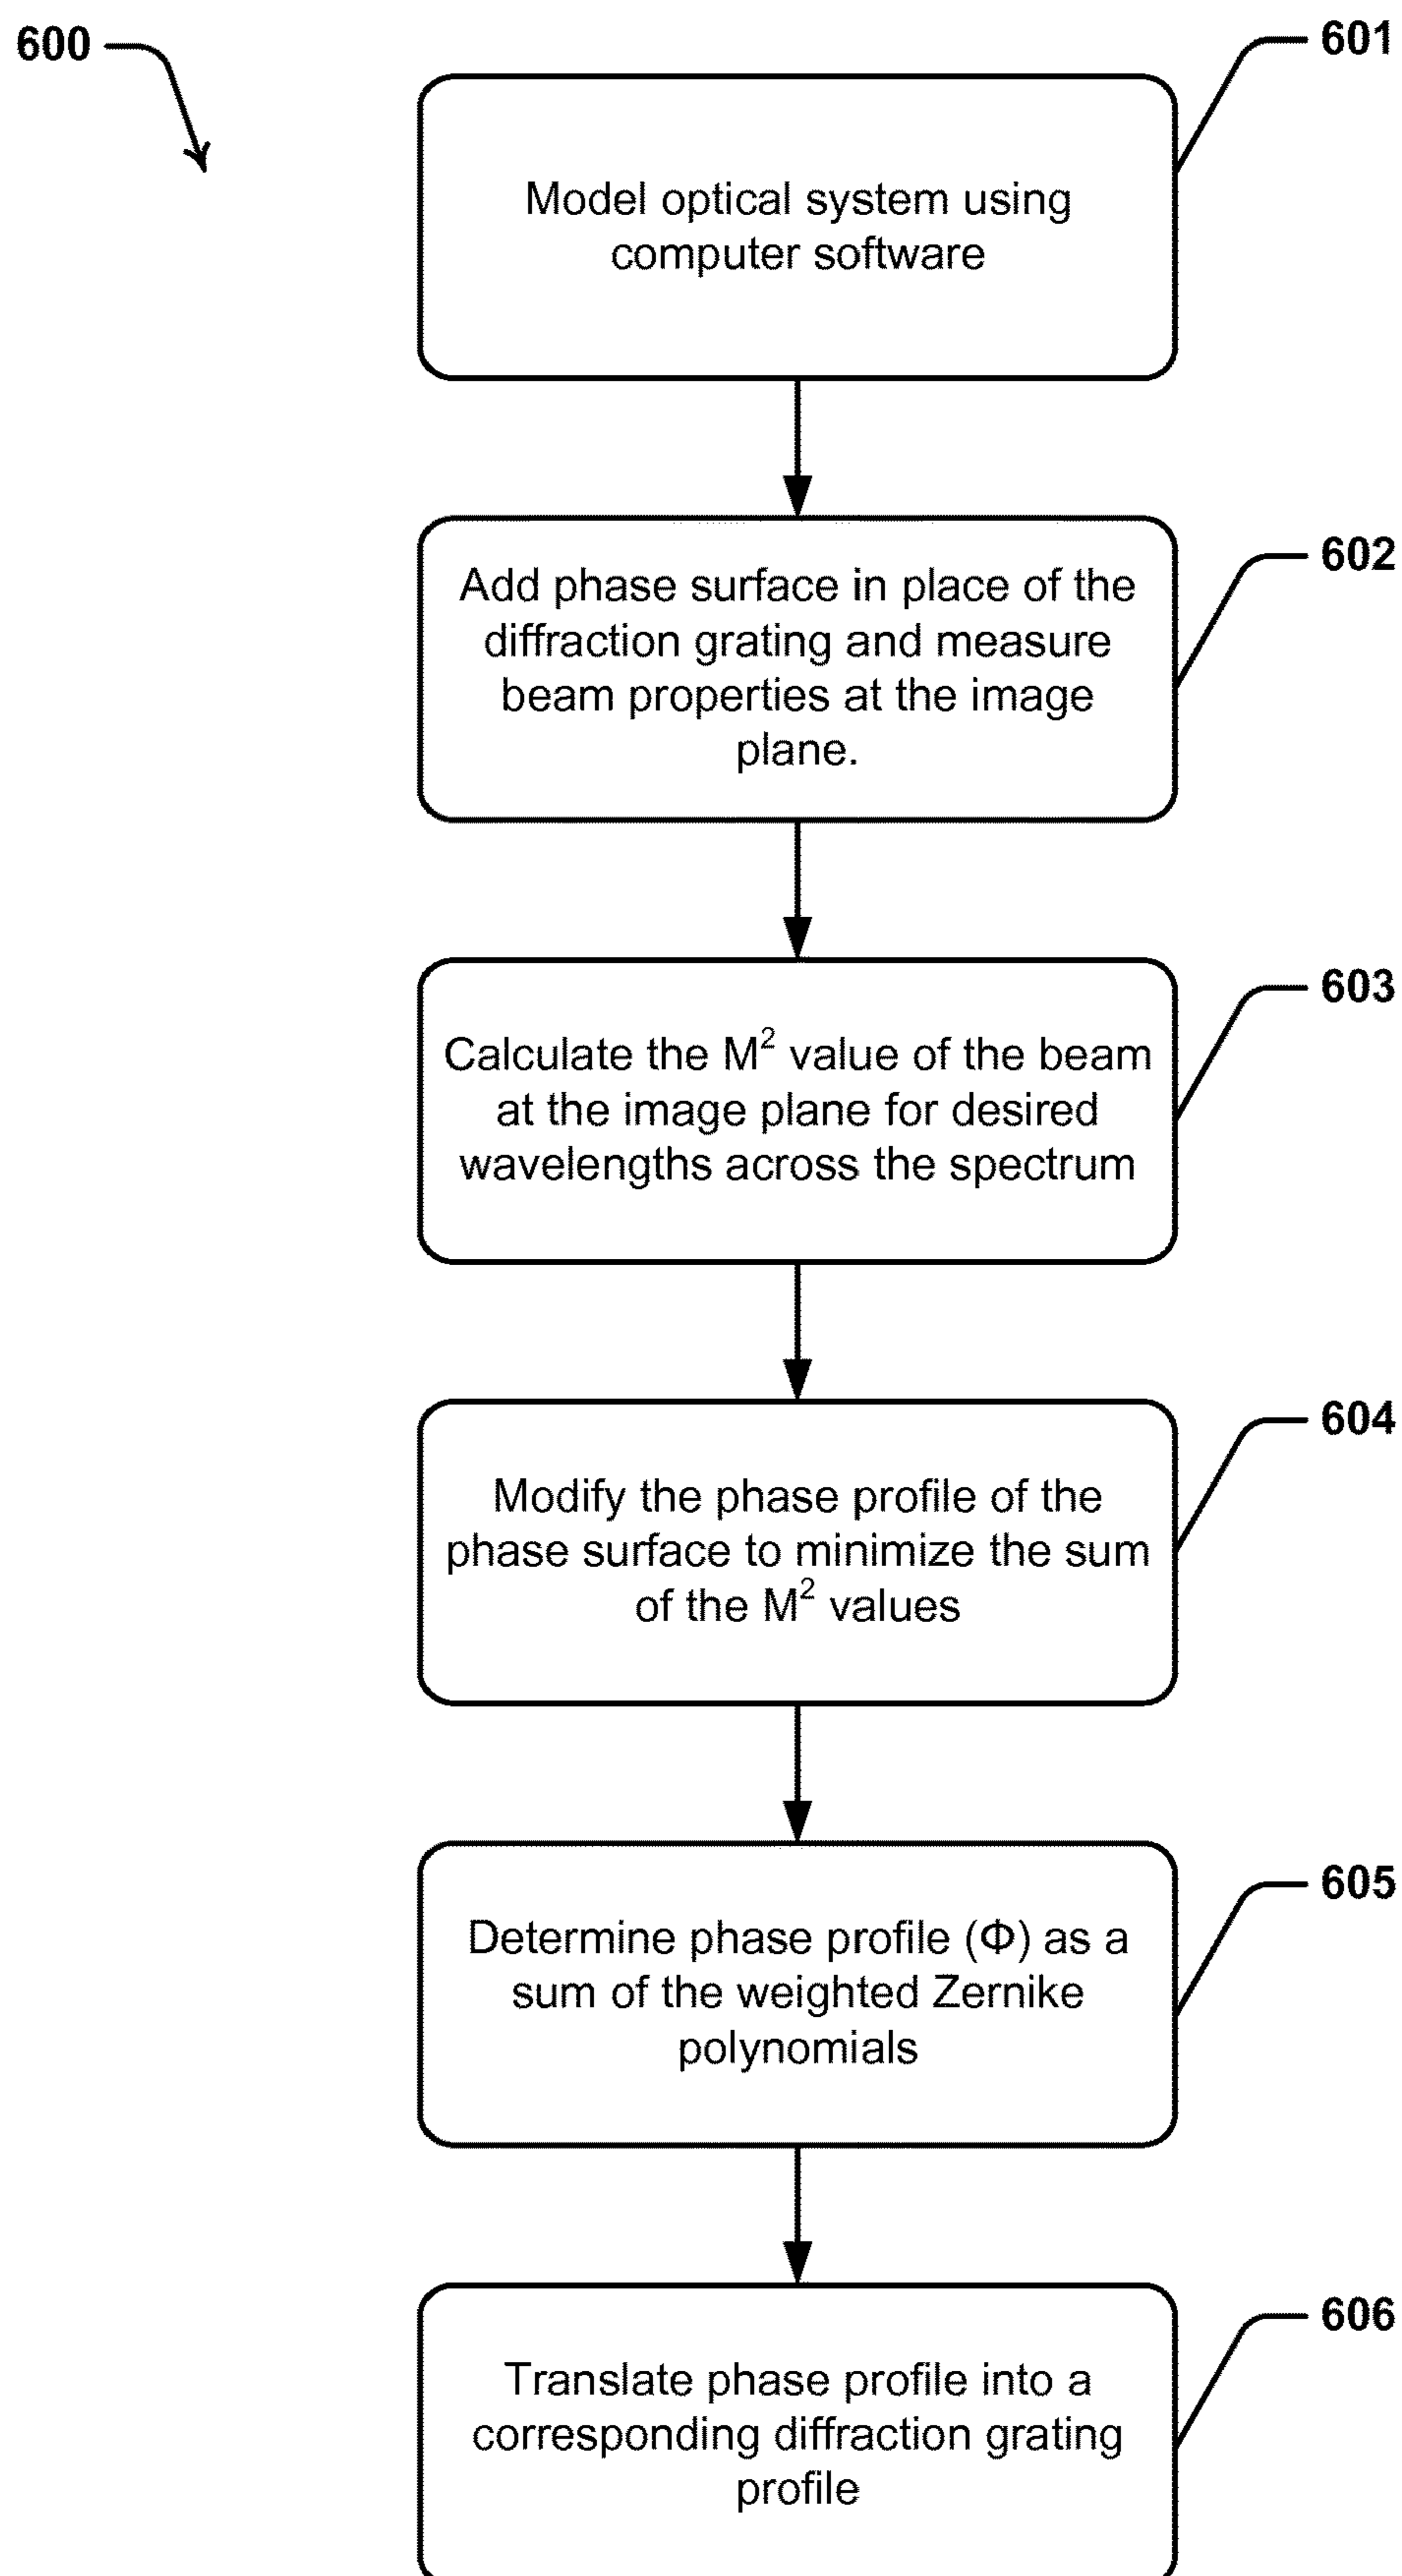 600
601
Model optical system using
computer software
602
Add phase surface in place of the
diffraction grating and measure
beam properties at the image
plane.
603
Calculate the M² value of the beam
at the image plane for desired
wavelengths across the spectrum
604
Modify the phase profile of the
phase surface to minimize the sum
of the M² values
605
Determine phase profile (Φ) as a
sum of the weighted Zernike
polynomials
606
Translate phase profile into a
corresponding diffraction grating
profile